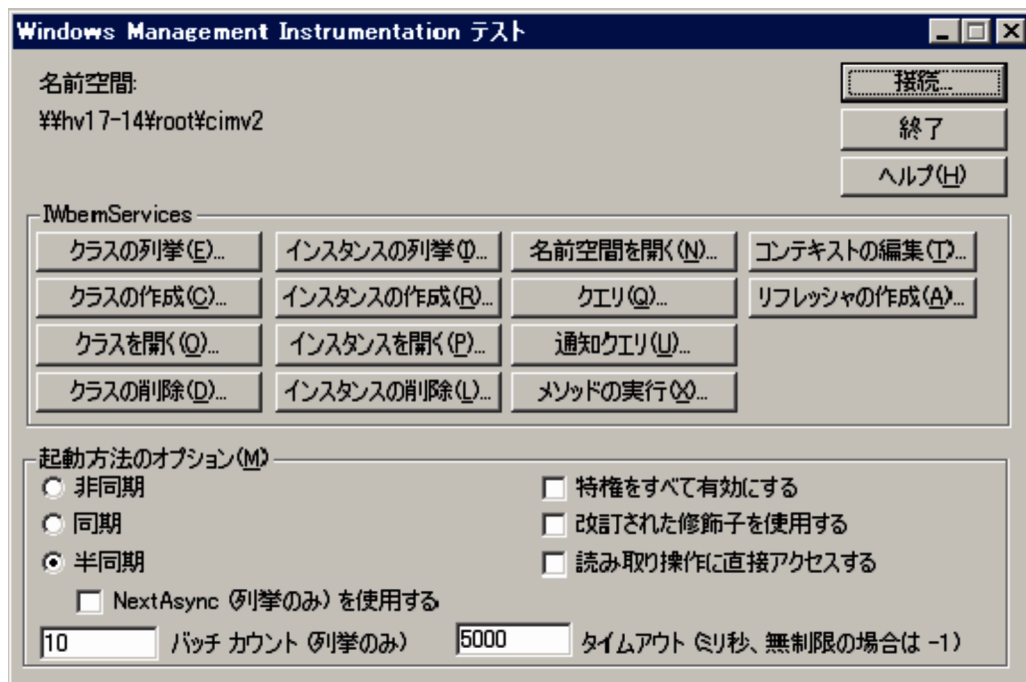 Windows Management Instrumentation テスト
名前空間:
¥¥hv17-14¥root¥cimv2
接続...
終了
ヘルプ(H)
IWbemServices
クラスの列挙(E)... インスタンスの列挙(I)... 名前空間を開く(N)... コンテキストの編集(T)...
クラスの作成(C)... インスタンスの作成(R)... クエリ(Q)... リフレッシャの作成(A)...
クラスを開く(O)... インスタンスを開く(P)... 通知クエリ(U)...
クラスの削除(D)... インスタンスの削除(L)... メソッドの実行(X)...
起動方法のオプション(M)
非同期 特権をすべて有効にする
同期 改訂された修飾子を使用する
半同期 読み取り操作に直接アクセスする
NextAsync (列挙のみ) を使用する
10 バッチ カウント (列挙のみ) 5000 タイムアウト (ミリ秒、無制限の場合は -1)